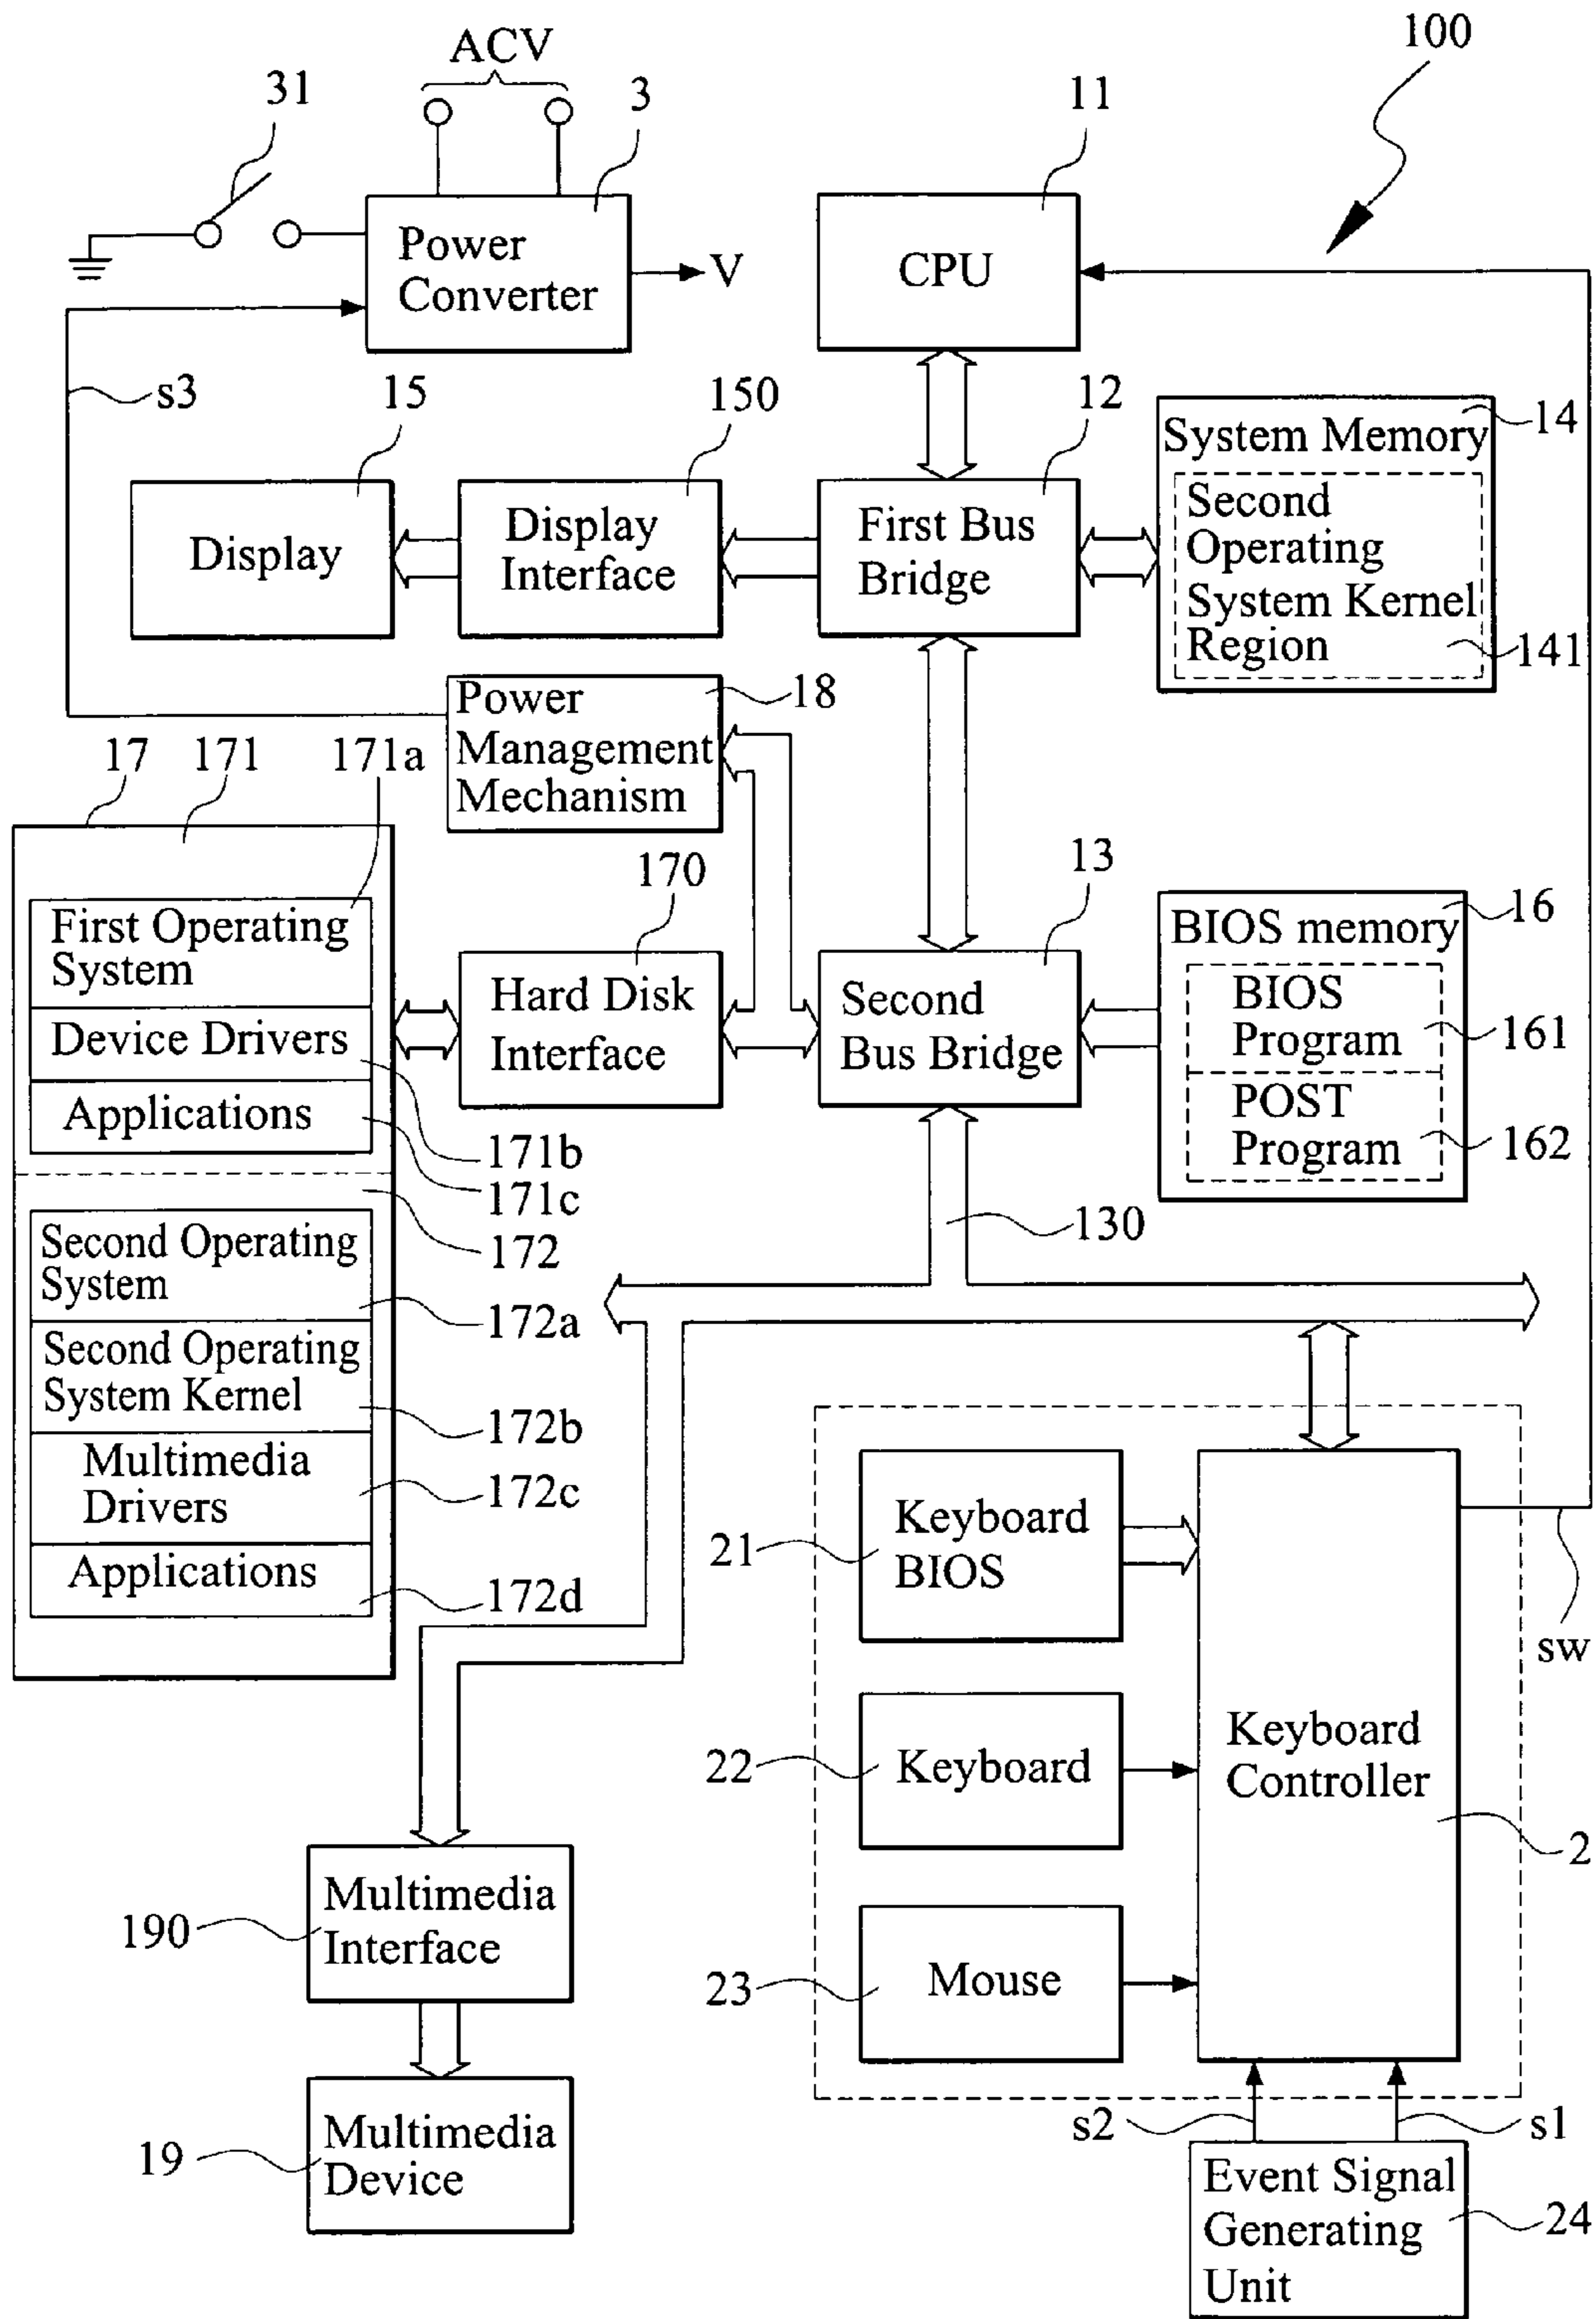 ACV
100
31
3
11
Power
Converter
V
CPU
s3
15
150
12
14
System Memory
Second
Operating
System Kernel
Region
141
Display
Display
Interface
First Bus
Bridge
18
Power
Management
Mechanism
17
171
171a
170
13
16
BIOS memory
BIOS
Program
161
POST
Program
162
First Operating
System
Device Drivers
Applications
Hard Disk
Interface
Second
Bus Bridge
171b
171c
172
130
Second Operating
System
172a
Second Operating
System Kernel
172b
Multimedia
Drivers
172c
Applications
172d
21
Keyboard
BIOS
sw
22
Keyboard
Keyboard
Controller
2
190
Multimedia
Interface
23
Mouse
19
Multimedia
Device
s2
s1
Event Signal
Generating
Unit
24